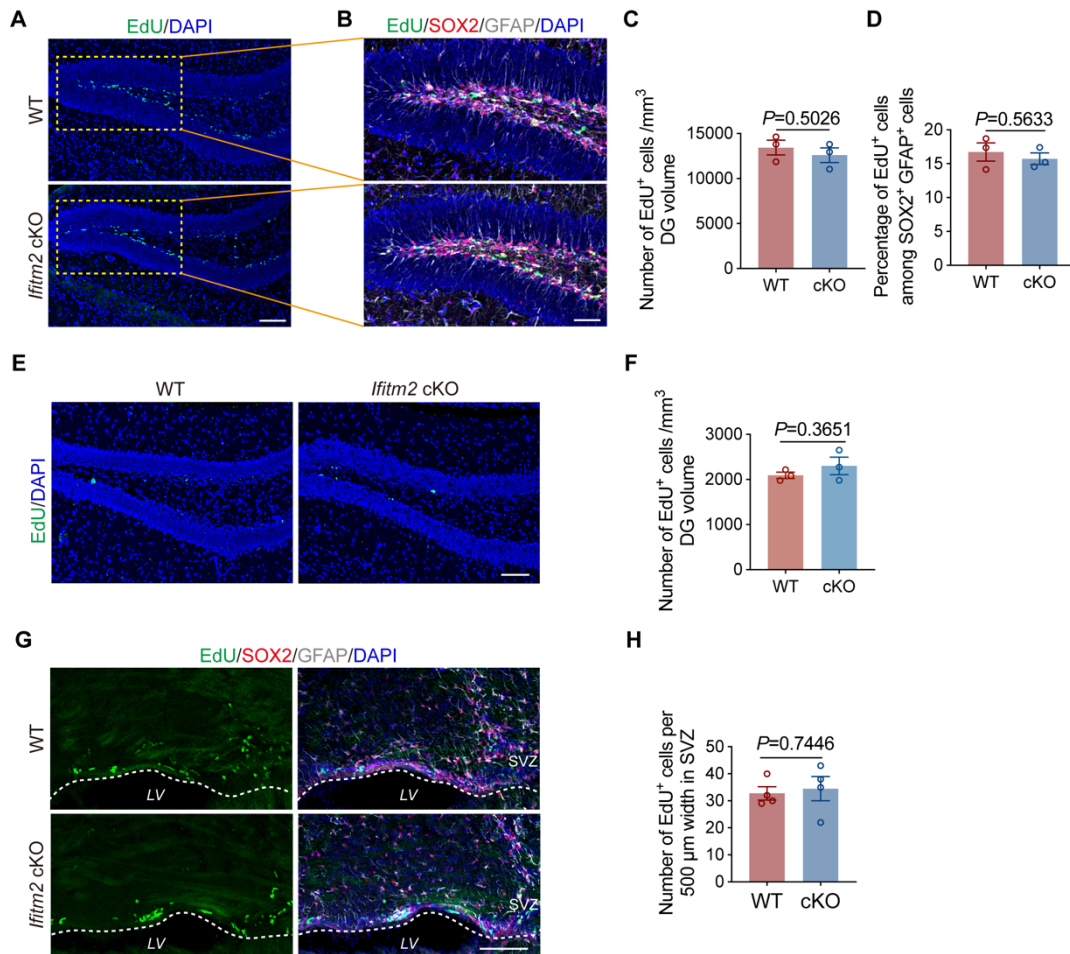 A
EdU/DAPI
WT
Ifitm2 cKO
B
EdU/SOX2/GFAP/DAPI
C
Number of EdU⁺ cells /mm³
DG volume
P=0.5026
15000
10000
5000
0
WT cKO
D
Percentage of EdU⁺ cells
among SOX2⁺ GFAP⁺ cells
P=0.5633
20
15
10
5
0
WT cKO
E
WT Ifitm2 cKO
EdU/DAPI
F
Number of EdU⁺ cells /mm³
DG volume
P=0.3651
3000
2000
1000
0
WT cKO
G
EdU/SOX2/GFAP/DAPI
WT
LV
SVZ
LV
Ifitm2 cKO
LV
SVZ
LV
H
Number of EdU⁺ cells per
500 μm width in SVZ
P=0.7446
50
40
30
20
10
0
WT cKO